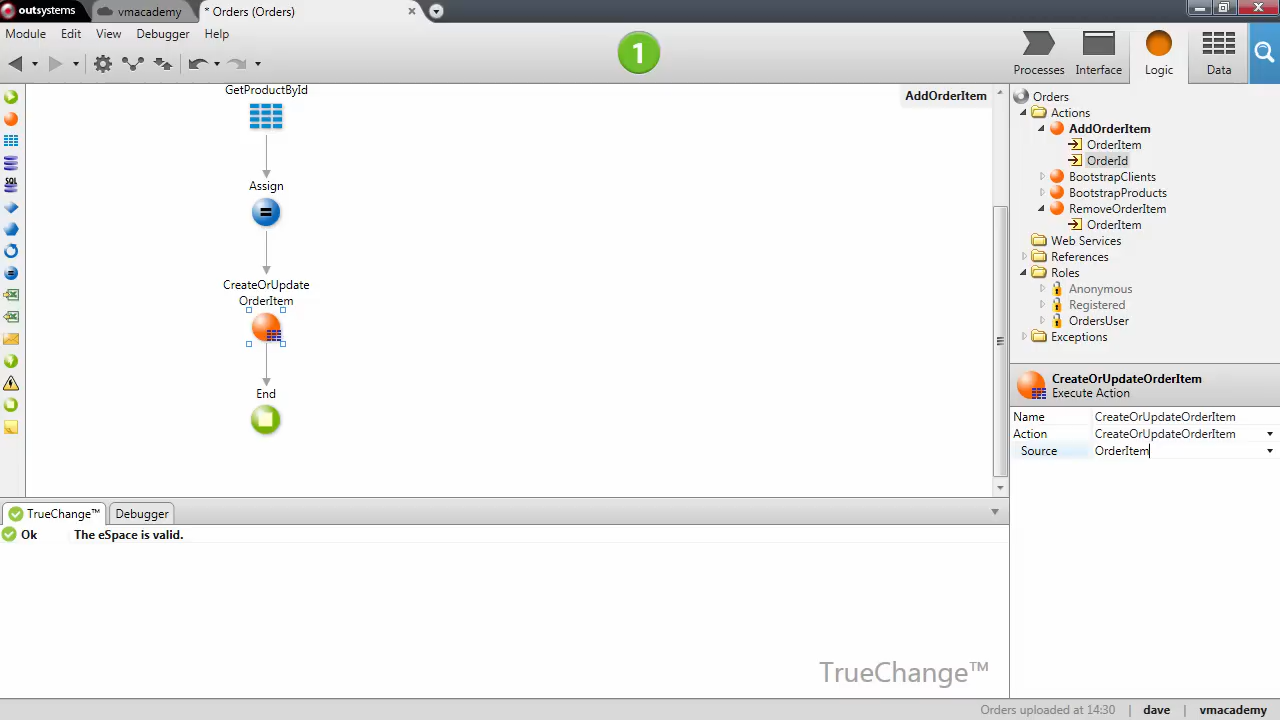 outsystems
vmacademy
* Orders (Orders)
Module Edit View Debugger Help
1
Processes Interface Logic Data
GetProductById
Assign
CreateOrUpdate
OrderItem
End
SQL
AddOrderItem
Orders
Actions
AddOrderItem
OrderItem
OrderId
BootstrapClients
BootstrapProducts
RemoveOrderItem
OrderItem
Web Services
References
Roles
Anonymous
Registered
OrdersUser
Exceptions
CreateOrUpdateOrderItem
Execute Action
Name CreateOrUpdateOrderItem
Action CreateOrUpdateOrderItem
Source OrderItem
TrueChange™ Debugger
Ok The eSpace is valid.
TrueChange™
Orders uploaded at 14:30 dave vmacademy